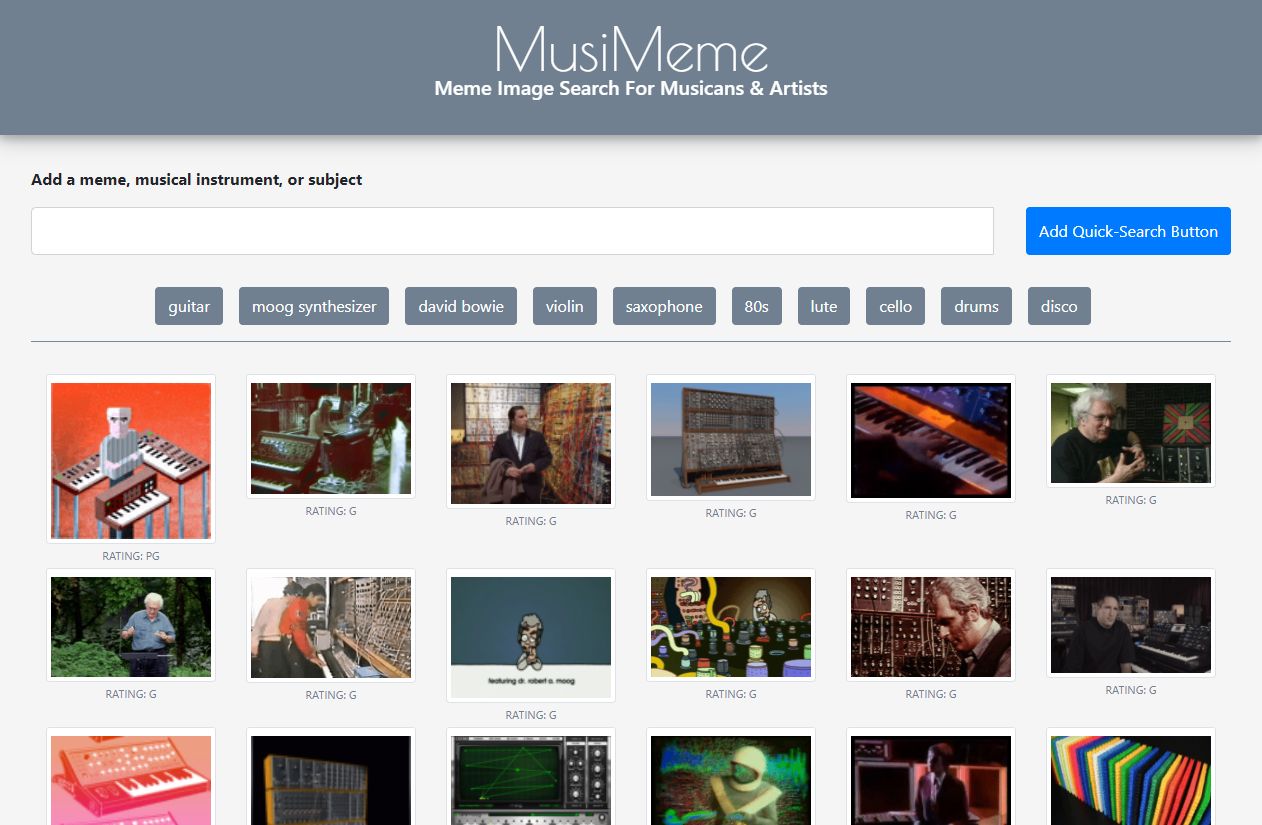 MusiMeme
Meme Image Search For Musicans & Artists
Add a meme, musical instrument, or subject
Add Quick-Search Button
guitar moog synthesizer david bowie violin saxophone 80s lute cello drums disco
RATING: PG
RATING: G
RATING: G
RATING: G
RATING: G
RATING: G
featuring dr. robert a. moog
RATING: G
RATING: G
RATING: G
RATING: G
RATING: G
RATING: G